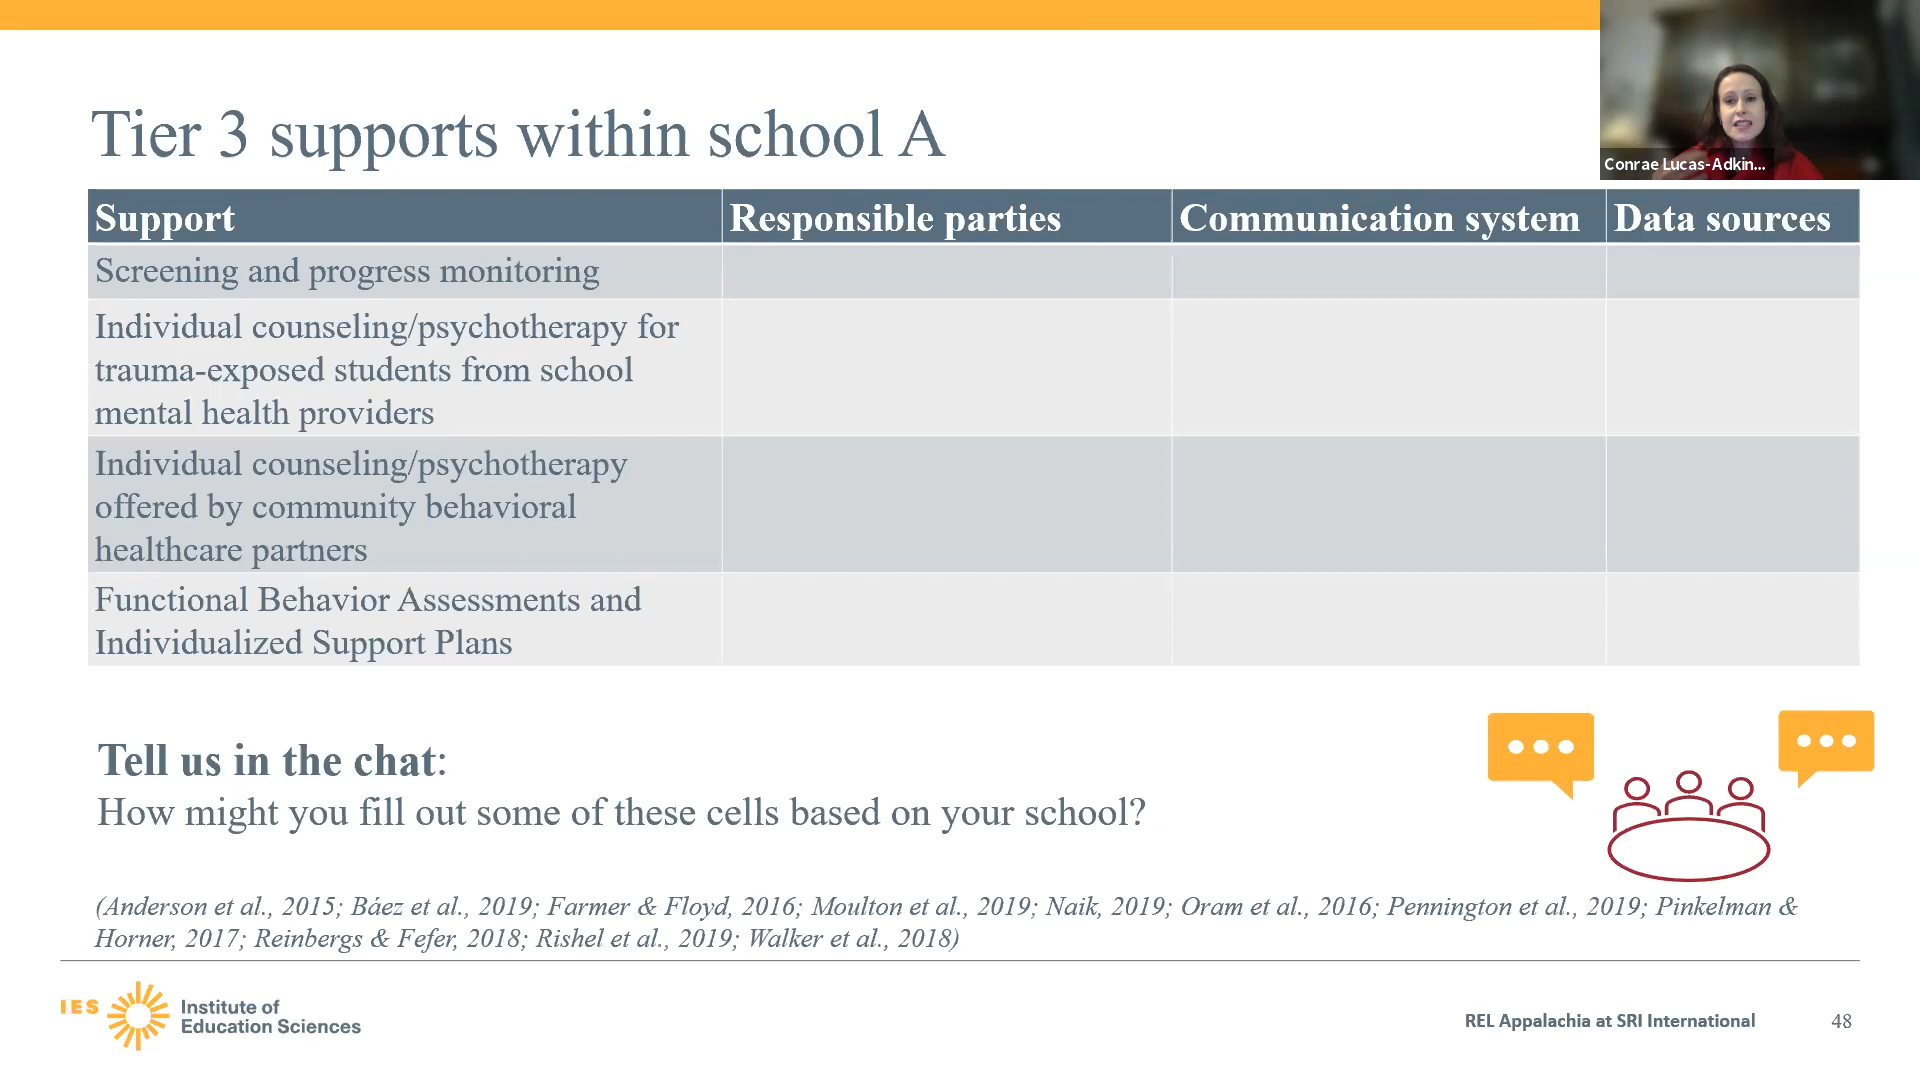 Conrae Lucas-Adkin...
Tier 3 supports within school A
Support Responsible parties Communication system Data sources
Screening and progress monitoring
Individual counseling/psychotherapy for
trauma-exposed students from school
mental health providers
Individual counseling/psychotherapy
offered by community behavioral
healthcare partners
Functional Behavior Assessments and
Individualized Support Plans
Tell us in the chat:
How might you fill out some of these cells based on your school?
(Anderson et al., 2015; Báez et al., 2019; Farmer & Floyd, 2016; Moulton et al., 2019; Naik, 2019; Oram et al., 2016; Pennington et al., 2019; Pinkelman &
Horner, 2017; Reinbergs & Fefer, 2018; Rishel et al., 2019; Walker et al., 2018)
IES Institute of
Education Sciences
REL Appalachia at SRI International 48